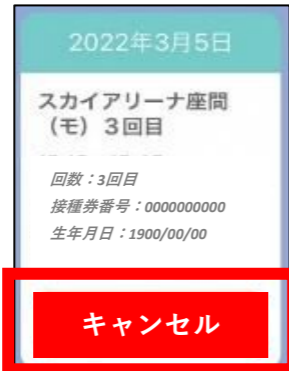 2022年3月5日
スカイアリーナ座間
（モ）３回目
回数：3回目
接種券番号：0000000000
生年月日：1900/00/00
キャンセル